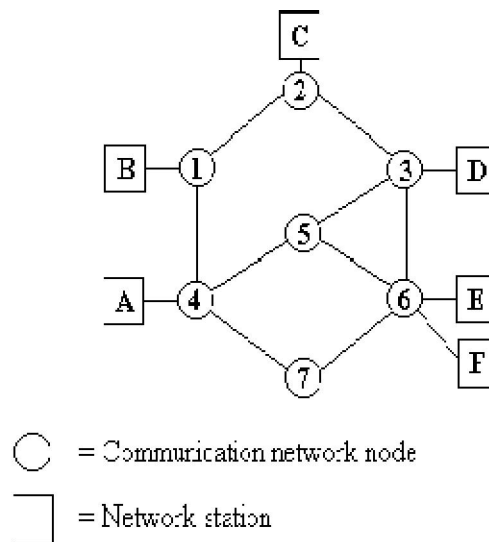 C
2
B 1 3 D
5
A 4 6 E
F
7
= Communication network node
= Network station